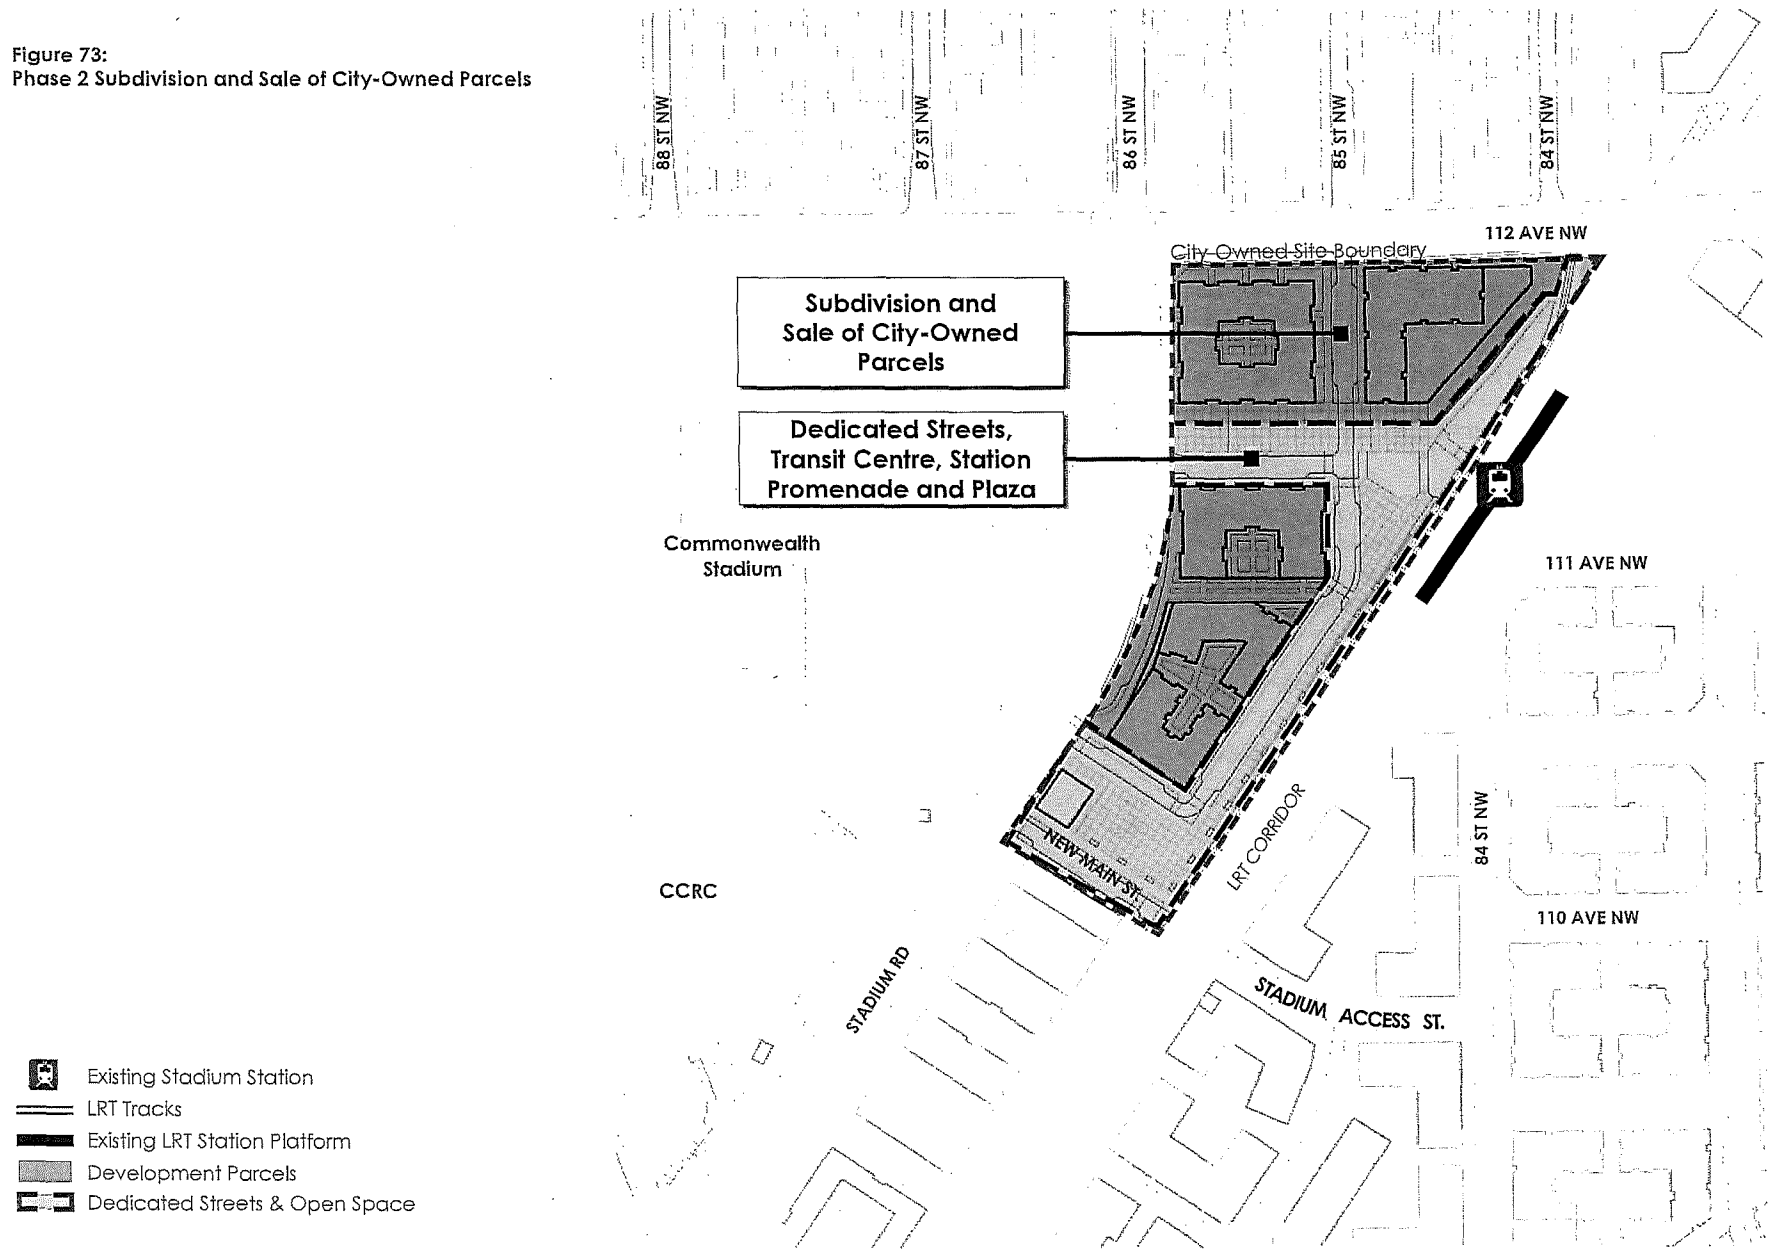 Figure 73:
Phase 2 Subdivision and Sale of City-Owned Parcels
88 ST NW
87 ST NW
86 ST NW
85 ST NW
84 ST NW
112 AVE NW
City-Owned Site Boundary
Subdivision and
Sale of City-Owned
Parcels
Dedicated Streets,
Transit Centre, Station
Promenade and Plaza
Commonwealth
Stadium
111 AVE NW
LRT CORRIDOR
84 ST NW
NEW MAIN ST.
CCRC
110 AVE NW
STADIUM RD
STADIUM ACCESS ST.
Existing Stadium Station
LRT Tracks
Existing LRT Station Platform
Development Parcels
Dedicated Streets & Open Space